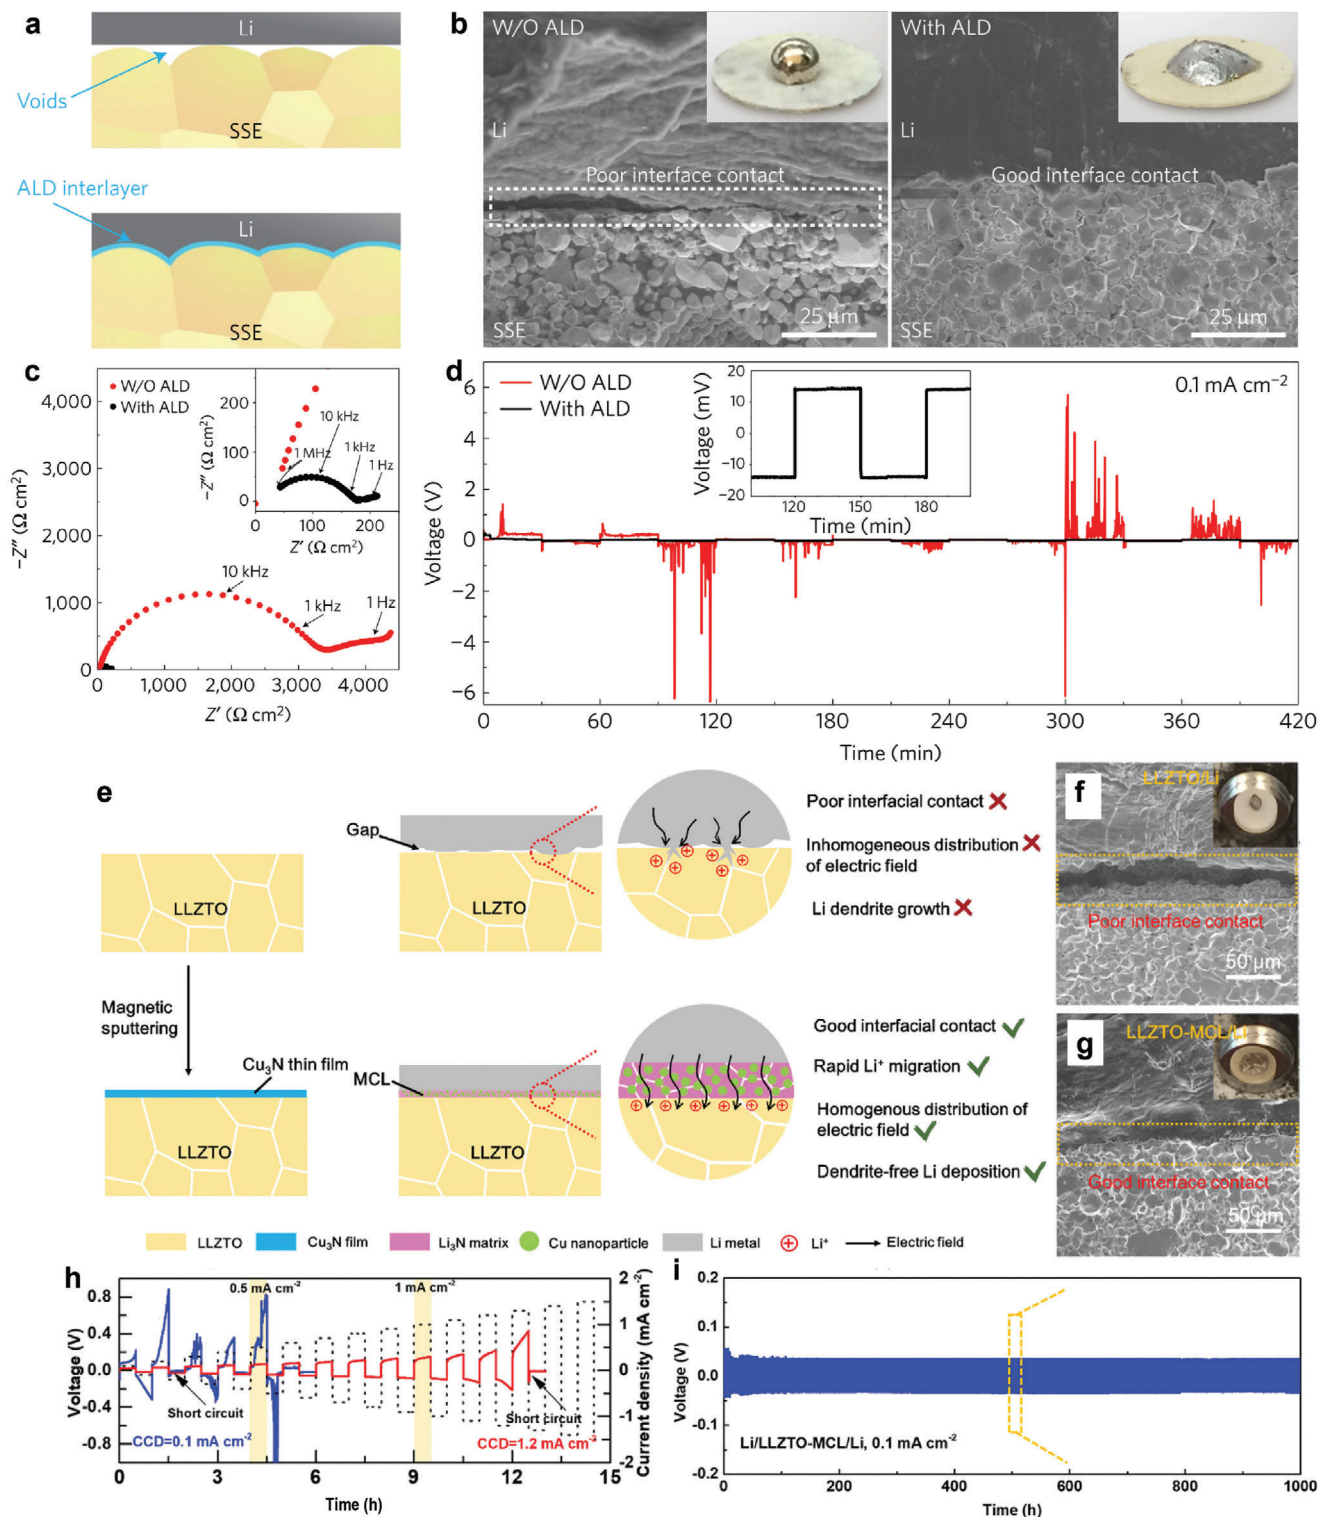 a
Li
Voids
SSE
ALD interlayer
Li
SSE
b
W/O ALD
Li
Poor interface contact
SSE
25 μm
With ALD
Li
Good interface contact
SSE
25 μm
c
W/O ALD
With ALD
4,000
3,000
2,000
1,000
0
−Z″ (Ω cm²)
0
1,000
2,000
3,000
4,000
Z′ (Ω cm²)
10 kHz
1 kHz
1 Hz
200
100
0
−Z″ (Ω cm²)
10 kHz
1 MHz
1 kHz
1 Hz
0
100
200
Z′ (Ω cm²)
d
W/O ALD
With ALD
0.1 mA cm⁻²
6
4
2
0
−2
−4
−6
Voltage (V)
0
60
120
180
240
300
360
420
Time (min)
20
10
0
−10
−20
Voltage (mV)
120
150
180
Time (min)
e
Gap
LLZTO
LLZTO
Poor interfacial contact
Inhomogeneous distribution
of electric field
Li dendrite growth
Magnetic
sputtering
Cu₃N thin film
LLZTO
MCL
LLZTO
Good interfacial contact
Rapid Li⁺ migration
Homogenous distribution of
electric field
Dendrite-free Li deposition
LLZTO
Cu₃N film
Li₃N matrix
Cu nanoparticle
Li metal
Li⁺
Electric field
f
LLZTO/Li
Poor interface contact
50 μm
g
LLZTO-MCL/Li
Good interface contact
50 μm
h
0.5 mA cm⁻²
1 mA cm⁻²
0.8
0.4
0.0
-0.4
-0.8
Voltage (V)
2
1
0
-1
-2
Current density (mA cm⁻²)
Short circuit
CCD=0.1 mA cm⁻²
Short circuit
CCD=1.2 mA cm⁻²
0
3
6
9
12
15
Time (h)
i
0.2
0.1
0.0
-0.1
-0.2
Voltage (V)
Li/LLZTO-MCL/Li, 0.1 mA cm⁻²
0
200
400
600
800
1000
Time (h)